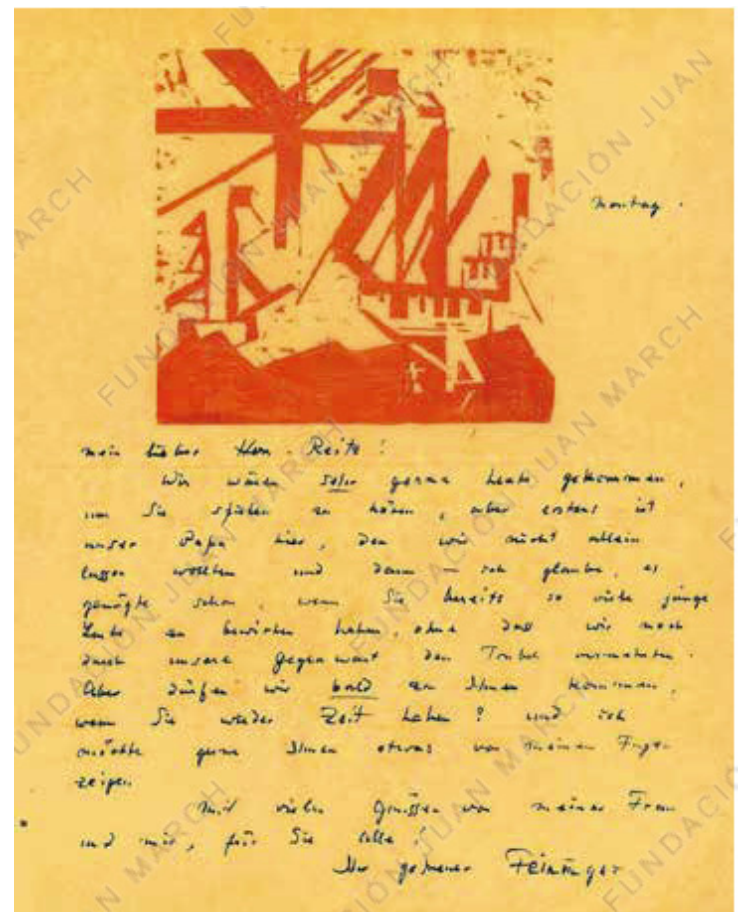 Montag.
Mein lieber Herr Reitz!
Wir wären sehr gerne heute gekommen,
um Sie spielen zu hören, aber erstens ist
unser Papa hier, den wir nicht allein
lassen wollten und dann — ich glaube, es
genügte schon, wenn Sie bereits so viele junge
Leute zu bewirten haben, ohne dass wir noch
durch unsere Gegenwart den Trubel vermehrten.
Aber dürfen wir bald zu Ihnen kommen,
wenn Sie wieder Zeit haben? und ich
möchte gerne Ihnen etwas von meinen Fugen
zeigen
Mit vielen Grüssen von meiner Frau
und mir, für Sie alle!
Ihr Feininger
FUNDACIÓN JUAN MARCH